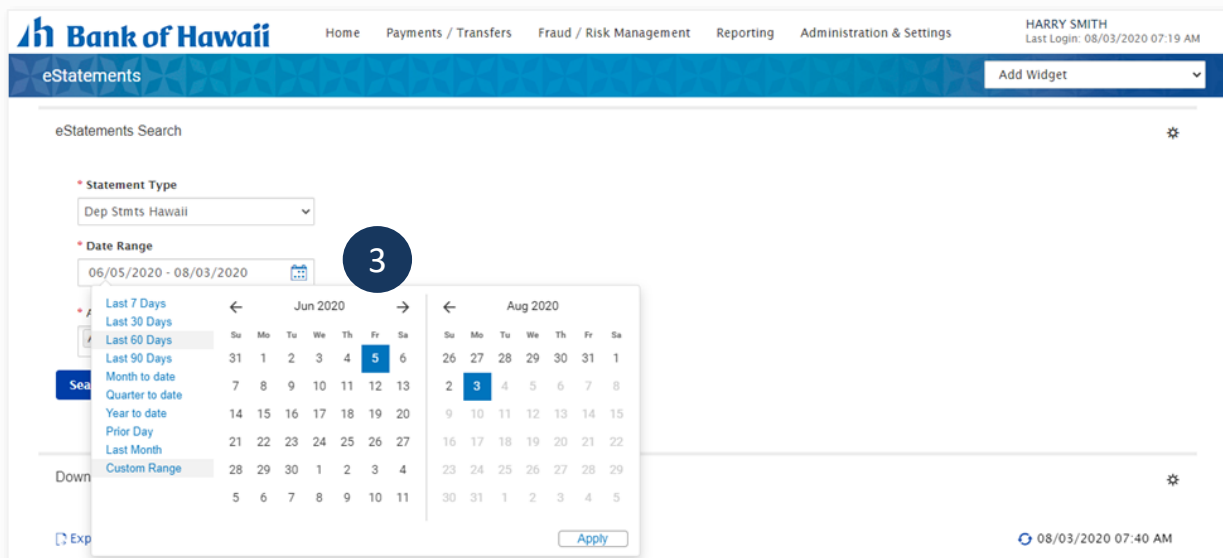 Bank of Hawaii
Home Payments / Transfers Fraud / Risk Management Reporting Administration & Settings
HARRY SMITH
Last Login: 08/03/2020 07:19 AM
eStatements
Add Widget
eStatements Search
* Statement Type
Dep Stmts Hawaii
* Date Range
06/05/2020 - 08/03/2020
3
* A
A
Sea
Last 7 Days
Last 30 Days
Last 60 Days
Last 90 Days
Month to date
Quarter to date
Year to date
Prior Day
Last Month
Custom Range
← Jun 2020 →
Su Mo Tu We Th Fr Sa
31 1 2 3 4 5 6
7 8 9 10 11 12 13
14 15 16 17 18 19 20
21 22 23 24 25 26 27
28 29 30 1 2 3 4
5 6 7 8 9 10 11
← Aug 2020
Su Mo Tu We Th Fr Sa
26 27 28 29 30 31 1
2 3 4 5 6 7 8
9 10 11 12 13 14 15
16 17 18 19 20 21 22
23 24 25 26 27 28 29
30 31 1 2 3 4 5
Apply
Down
Exp
08/03/2020 07:40 AM